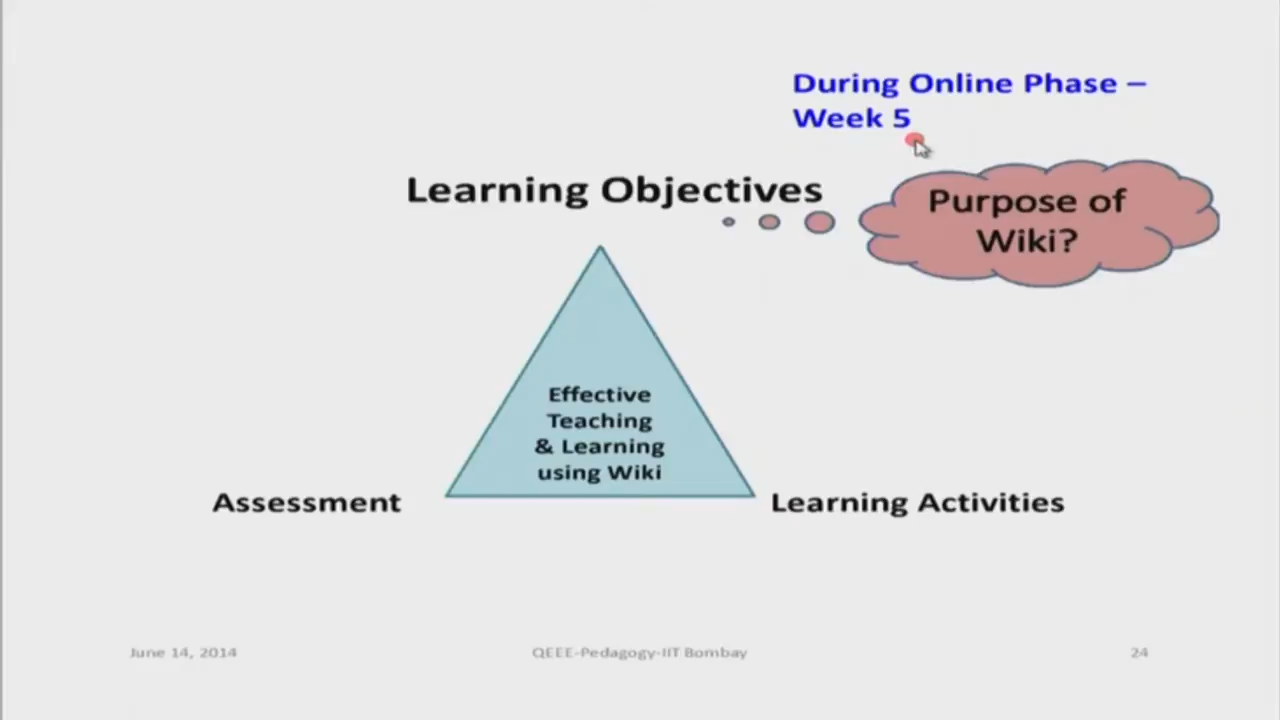 During Online Phase –
Week 5
Learning Objectives
Purpose of
Wiki?
Effective
Teaching
& Learning
using Wiki
Assessment
Learning Activities
June 14, 2014
QEEE-Pedagogy-IIT Bombay
24